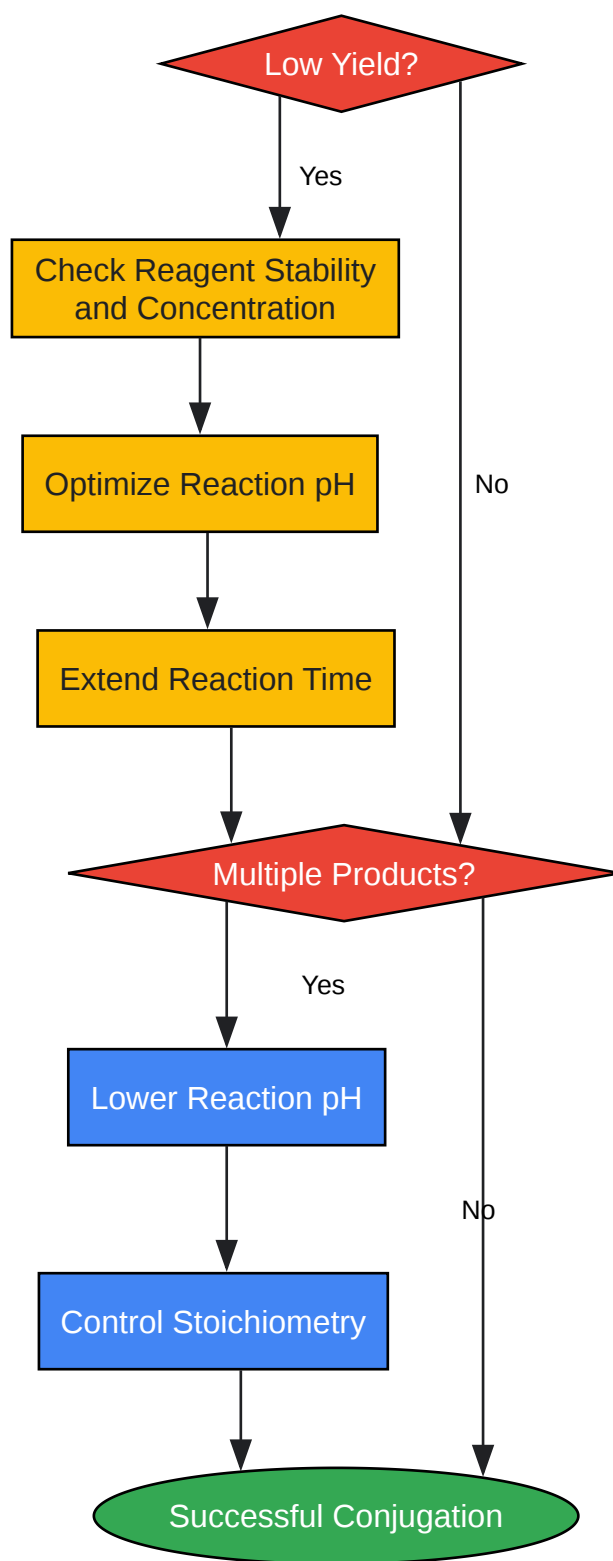 Low Yield?
Yes
Check Reagent Stability
and Concentration
Optimize Reaction pH
No
Extend Reaction Time
Multiple Products?
Yes
Lower Reaction pH
No
Control Stoichiometry
Successful Conjugation